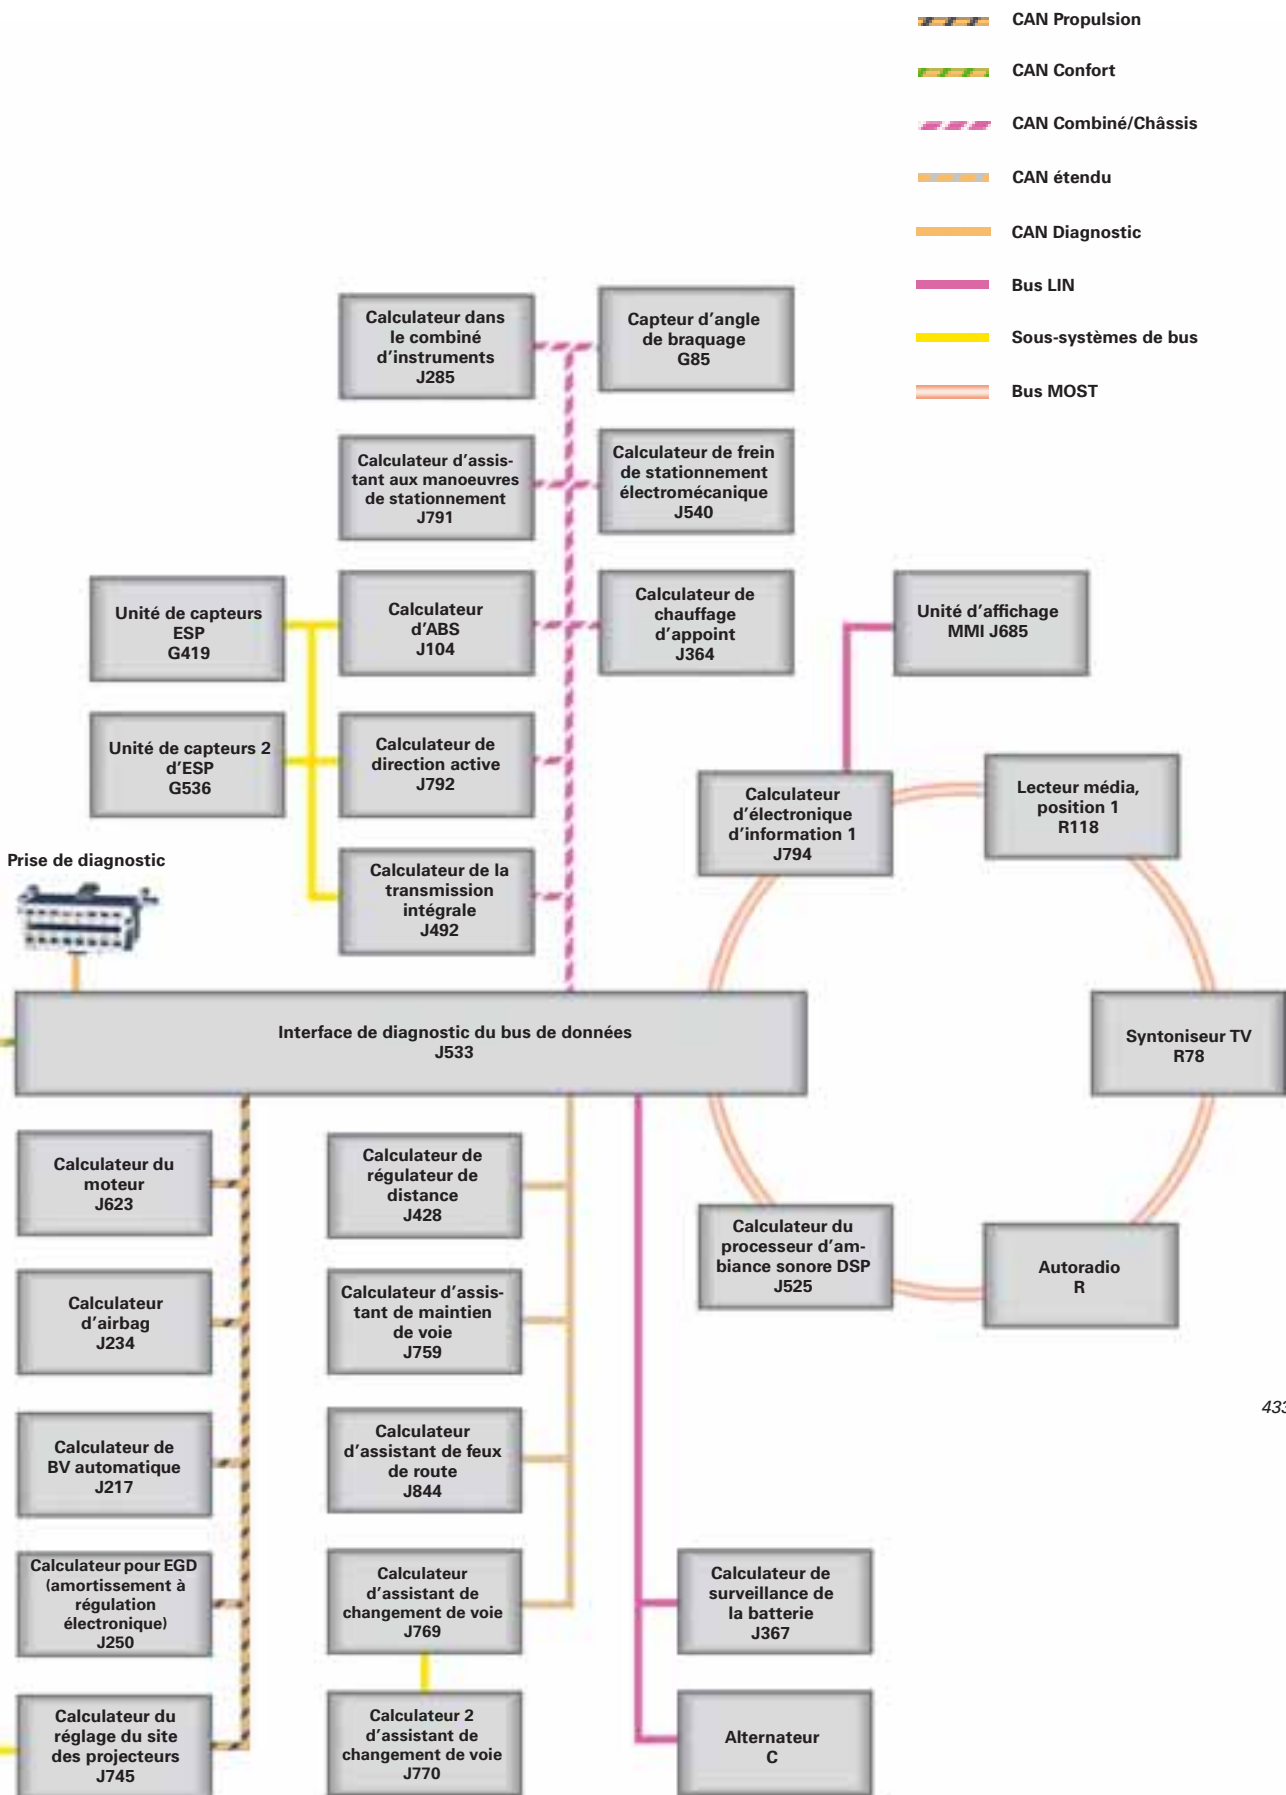 CAN Propulsion
CAN Confort
CAN Combiné/Châssis
CAN étendu
CAN Diagnostic
Bus LIN
Sous-systèmes de bus
Bus MOST
Calculateur dans
le combiné
d'instruments
J285
Capteur d'angle
de braquage
G85
Calculateur d'assis-
tant aux manoeuvres
de stationnement
J791
Calculateur de frein
de stationnement
électromécanique
J540
Unité de capteurs
ESP
G419
Calculateur
d'ABS
J104
Calculateur de
chauffage
d'appoint
J364
Unité d'affichage
MMI J685
Unité de capteurs 2
d'ESP
G536
Calculateur de
direction active
J792
Calculateur
d'électronique
d'information 1
J794
Lecteur média,
position 1
R118
Prise de diagnostic
Calculateur de la
transmission
intégrale
J492
Interface de diagnostic du bus de données
J533
Syntoniseur TV
R78
Calculateur du
moteur
J623
Calculateur de
régulateur de
distance
J428
Calculateur du
processeur d'am-
biance sonore DSP
J525
Autoradio
R
Calculateur
d'airbag
J234
Calculateur d'assis-
tant de maintien
de voie
J759
433
Calculateur de
BV automatique
J217
Calculateur
d'assistant de feux
de route
J844
Calculateur pour EGD
(amortissement à
régulation
électronique)
J250
Calculateur
d'assistant de
changement de voie
J769
Calculateur de
surveillance de
la batterie
J367
Calculateur du
réglage du site
des projecteurs
J745
Calculateur 2
d'assistant de
changement de voie
J770
Alternateur
C